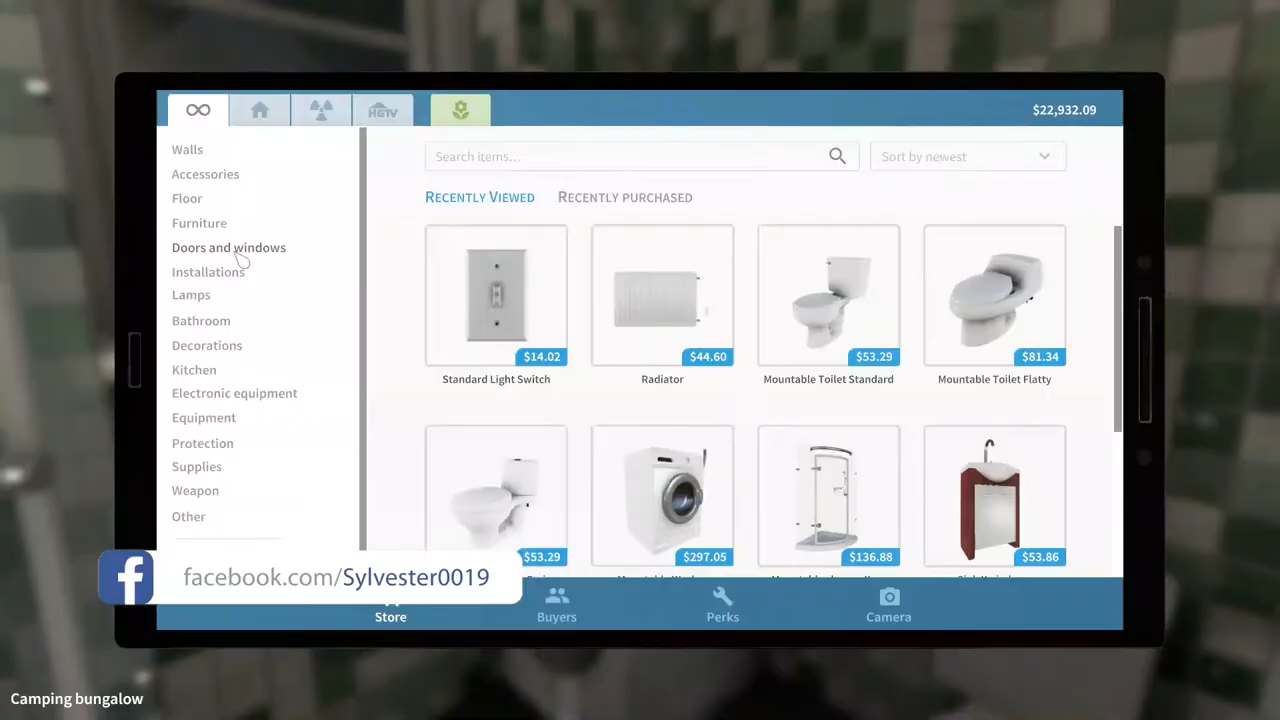 HGTV
$22,932.09
Walls
Accessories
Floor
Furniture
Doors and windows
Installations
Lamps
Bathroom
Decorations
Kitchen
Electronic equipment
Equipment
Protection
Supplies
Weapon
Other
Search items...
Sort by newest
RECENTLY VIEWED
RECENTLY PURCHASED
$14.02
$44.60
$53.29
$81.34
Standard Light Switch
Radiator
Mountable Toilet Standard
Mountable Toilet Flatty
$53.29
$297.05
$136.88
$53.86
f facebook.com/Sylvester0019
Store
Buyers
Perks
Camera
Camping bungalow